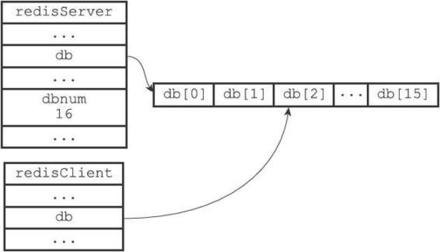 redisServer
...
db
...
dbnum
16
...
db[0] db[1] db[2] ... db[15]
redisClient
...
db
...